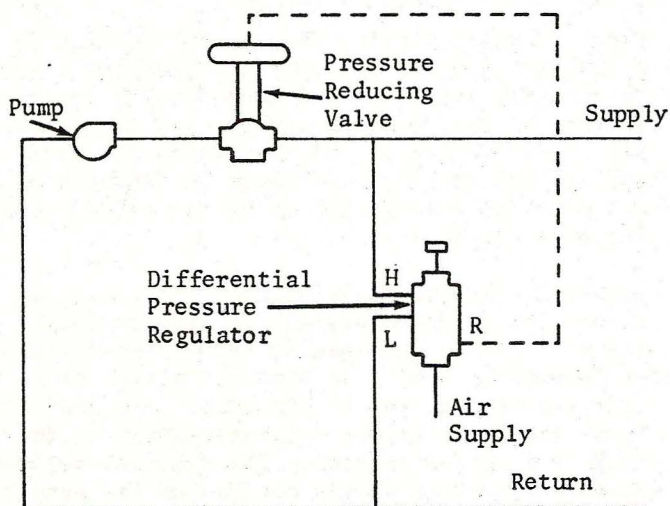 Pressure
Reducing
Valve
Pump
Supply
Differential
Pressure
Regulator
H
L
R
Air
Supply
Return